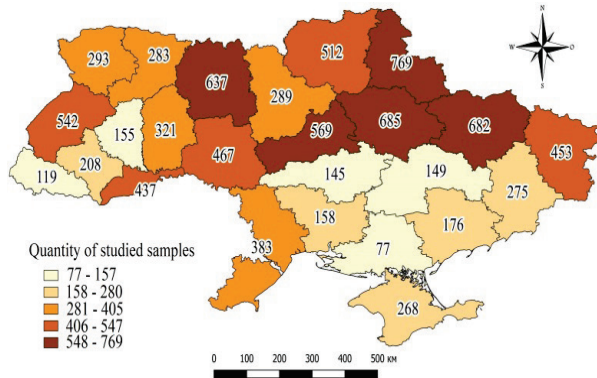 N
W O
S
293 283 637 289 512 769
542 155 321 467 569 685 682 453
119 208 437 145 149 275
383 158 77 176
268
Quantity of studied samples
77 - 157
158 - 280
281 - 405
406 - 547
548 - 769
0 100 200 300 400 500 KM